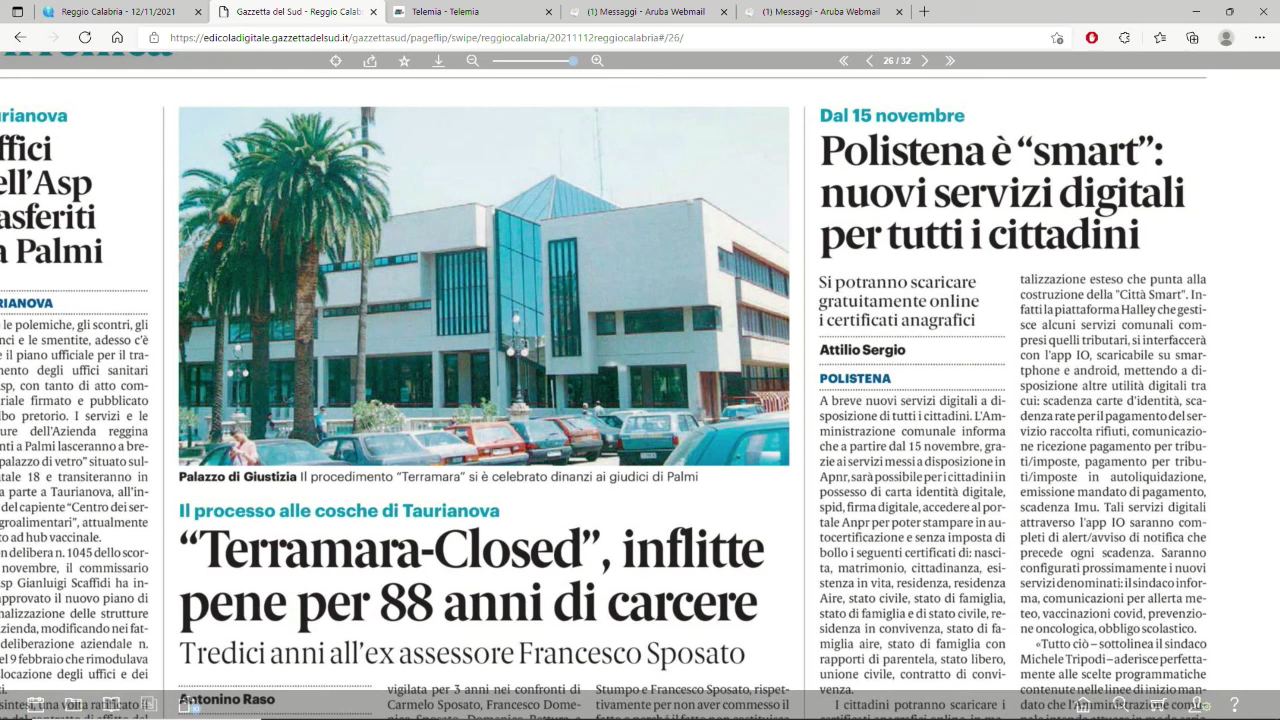 Reggio Calabria - 12/11/2021
Gazzetta del Sud - Reggio Calab
Telemia - Telemia
(1) Messaggi - Aruba Webmail
(1) Messaggi - Aruba Webmail
https://edicoladigitale.gazzettadelsud.it/gazzettasud/pageflip/swipe/reggiocalabria/20211112reggiocalabria#/26/
26 / 32
urianova
ffici
ell'Asp
asferiti
a Palmi
RIANOVA
le polemiche, gli scontri, gli
nci e le smentite, adesso c'è
e il piano ufficiale per il tra-
mento degli uffici sanitari
sp, con tanto di atto com-
riale firmato e pubblicato
lbo pretorio. I servizi e le
ure dell'Azienda reggina
nti a Palmi lasceranno a bre-
palazzo di vetro" situato sul-
tale 18 e transiteranno in
a parte a Taurianova, all'in-
del capiente "Centro dei ser-
groalimentari", attualmente
to ad hub vaccinale.
n delibera n. 1045 dello scor-
novembre, il commissario
sp Gianluigi Scaffidi ha in-
approvato il nuovo piano di
nalizzazione delle strutture
zienda, modificando nei fat-
deliberazione aziendale n.
el 9 febbraio che rimodulava
locazione degli uffici e dei
i.
sintesi, una volta ratificato il
Palazzo di Giustizia Il procedimento "Terramara" si è celebrato dinanzi ai giudici di Palmi
Il processo alle cosche di Taurianova
"Terramara-Closed", inflitte
pene per 88 anni di carcere
Tredici anni all'ex assessore Francesco Sposato
Antonino Raso
vigilata per 3 anni nei confronti di
Carmelo Sposato, Francesco Dome-
Stumpo e Francesco Sposato, rispet-
tivamente per non aver commesso il
Dal 15 novembre
Polistena è "smart":
nuovi servizi digitali
per tutti i cittadini
Si potranno scaricare
gratuitamente online
i certificati anagrafici
Attilio Sergio
POLISTENA
A breve nuovi servizi digitali a di-
sposizione di tutti i cittadini. L'Am-
ministrazione comunale informa
che a partire dal 15 novembre, gra-
zie ai servizi messi a disposizione in
Apnr, sarà possibile per i cittadini in
possesso di carta identità digitale,
spid, firma digitale, accedere al por-
tale Anpr per poter stampare in au-
tocertificazione e senza imposta di
bollo i seguenti certificati di: nasci-
ta, matrimonio, cittadinanza, esi-
stenza in vita, residenza, residenza
Aire, stato civile, stato di famiglia,
stato di famiglia e di stato civile, re-
sidenza in convivenza, stato di fa-
miglia aire, stato di famiglia con
rapporti di parentela, stato libero,
unione civile, contratto di convi-
venza.
I cittadini potranno scaricare i
talizzazione esteso che punta alla
costruzione della "Città Smart". In-
fatti la piattaforma Halley che gesti-
sce alcuni servizi comunali com-
presi quelli tributari, si interfaccerà
con l'app IO, scaricabile su smar-
tphone e android, mettendo a di-
sposizione altre utilità digitali tra
cui: scadenza carte d'identità, sca-
denza rate per il pagamento del ser-
vizio raccolta rifiuti, comunicazio-
ne ricezione pagamento per tribu-
ti/imposte, pagamento per tribu-
ti/imposte in autoliquidazione,
emissione mandato di pagamento,
scadenza Imu. Tali servizi digitali
attraverso l'app IO saranno com-
pleti di alert/avviso di notifica che
precede ogni scadenza. Saranno
configurati prossimamente i nuovi
servizi denominati: il sindaco infor-
ma, comunicazioni per allerta me-
teo, vaccinazioni covid, prevenzio-
ne oncologica, obbligo scolastico.
«Tutto ciò – sottolinea il sindaco
Michele Tripodi – aderisce perfetta-
mente alle scelte programmatiche
contenute nelle linee di inizio man-
dato che l'amministrazione comu-